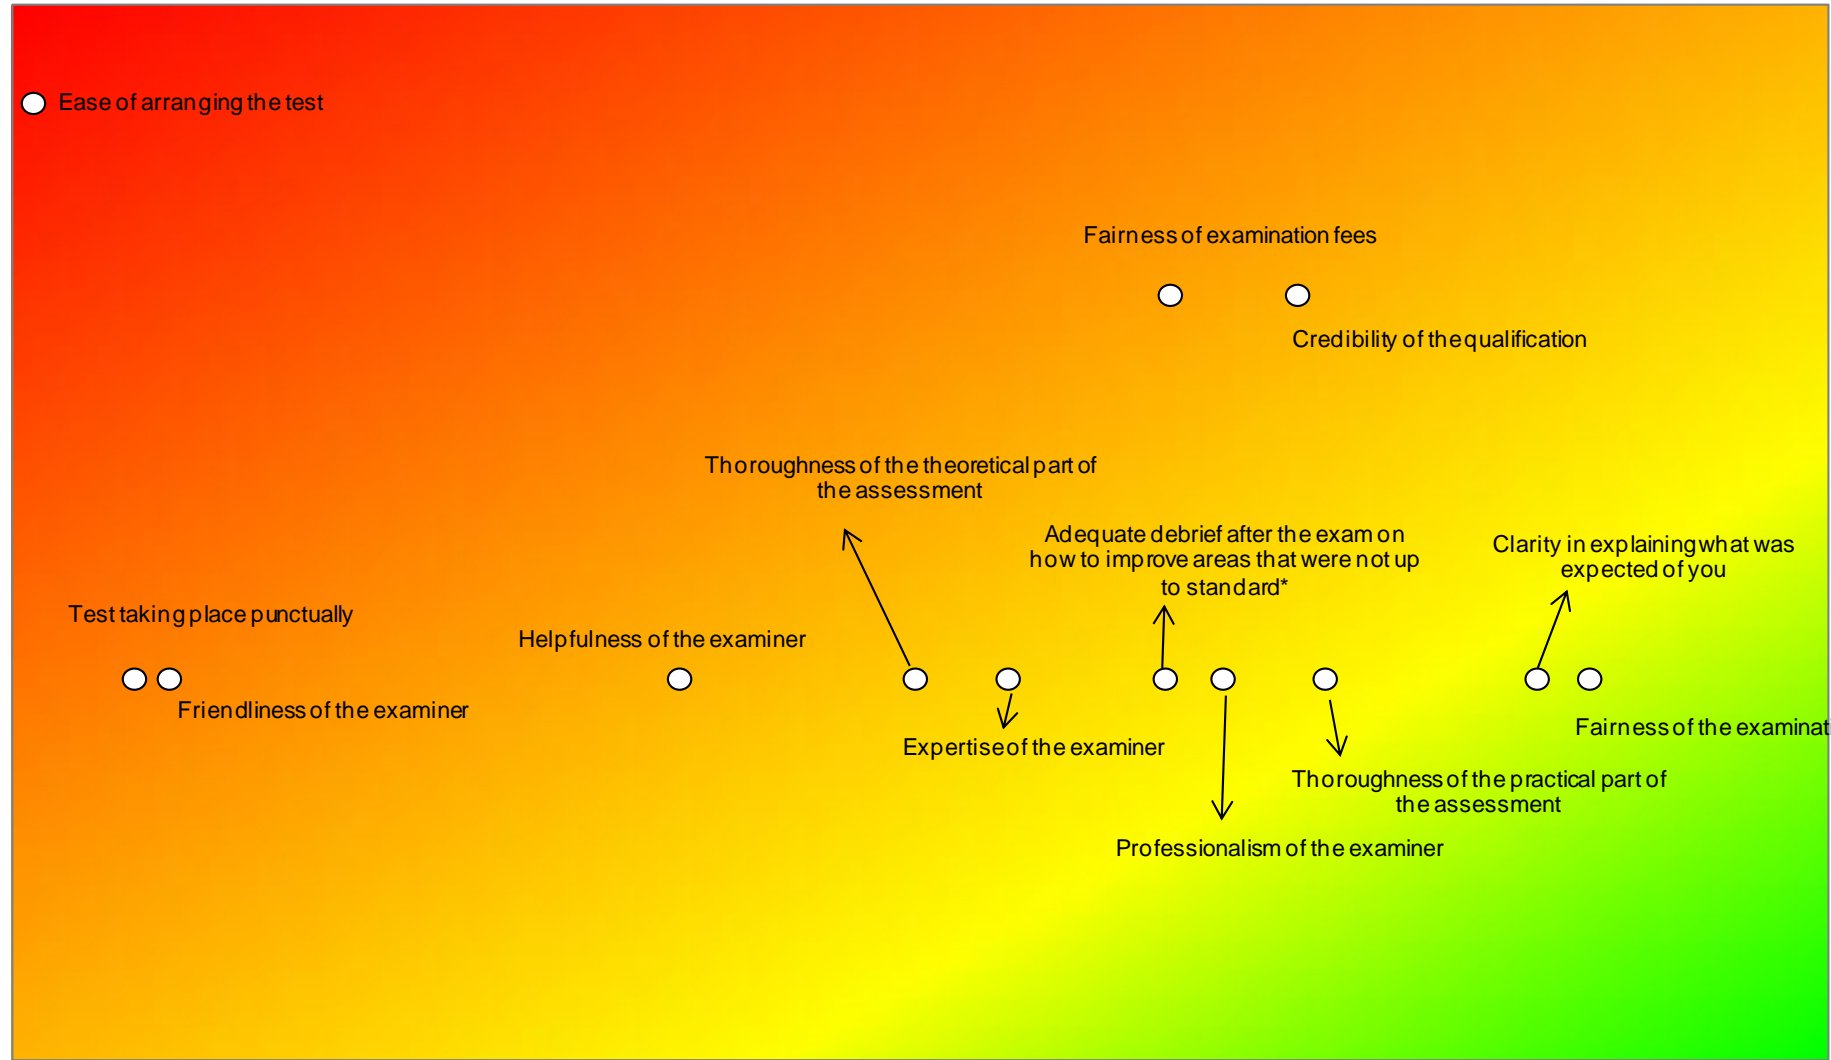 Ease of arranging the test
Fairness of examination fees
Credibility of the qualification
Thoroughness of the theoretical part of
the assessment
Adequate debrief after the exam on
how to improve areas that were not up
to standard*
Clarity in explaining what was
expected of you
Test taking place punctually
Helpfulness of the examiner
Friendliness of the examiner
Fairness of the examinat
Expertise of the examiner
Thoroughness of the practical part of
the assessment
Professionalism of the examiner